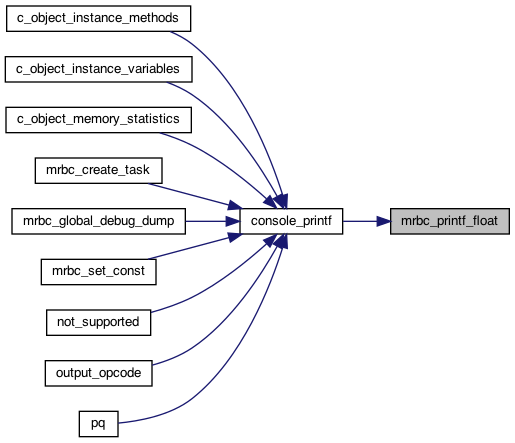 c_object_instance_methods
c_object_instance_variables
c_object_memory_statistics
mrbc_create_task
mrbc_global_debug_dump
console_printf
mrbc_printf_float
mrbc_set_const
not_supported
output_opcode
pq